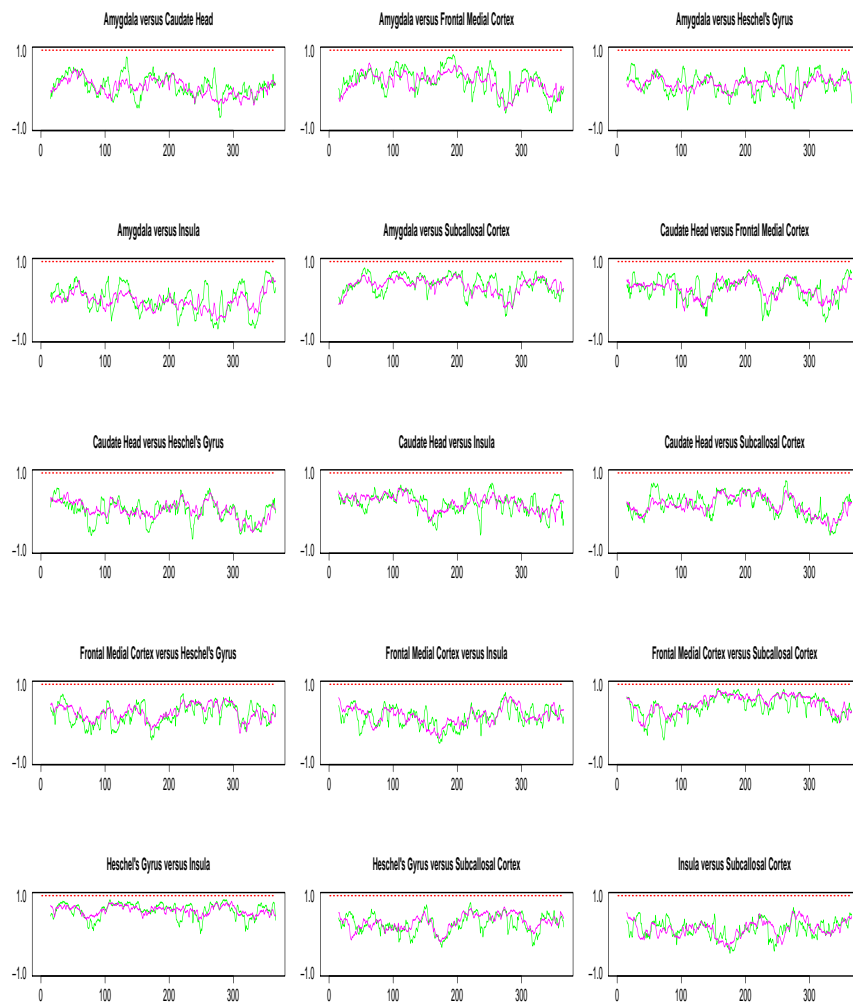 Amygdala versus Caudate Head
Amygdala versus Frontal Medial Cortex
Amygdala versus Heschel's Gyrus
1.0
−1.0
0 100 200 300
1.0
−1.0
0 100 200 300
1.0
−1.0
0 100 200 300
Amygdala versus Insula
Amygdala versus Subcallosal Cortex
Caudate Head versus Frontal Medial Cortex
1.0
−1.0
0 100 200 300
1.0
−1.0
0 100 200 300
1.0
−1.0
0 100 200 300
Caudate Head versus Heschel's Gyrus
Caudate Head versus Insula
Caudate Head versus Subcallosal Cortex
1.0
−1.0
0 100 200 300
1.0
−1.0
0 100 200 300
1.0
−1.0
0 100 200 300
Frontal Medial Cortex versus Heschel's Gyrus
Frontal Medial Cortex versus Insula
Frontal Medial Cortex versus Subcallosal Cortex
1.0
−1.0
0 100 200 300
1.0
−1.0
0 100 200 300
1.0
−1.0
0 100 200 300
Heschel's Gyrus versus Insula
Heschel's Gyrus versus Subcallosal Cortex
Insula versus Subcallosal Cortex
1.0
−1.0
0 100 200 300
1.0
−1.0
0 100 200 300
1.0
−1.0
0 100 200 300